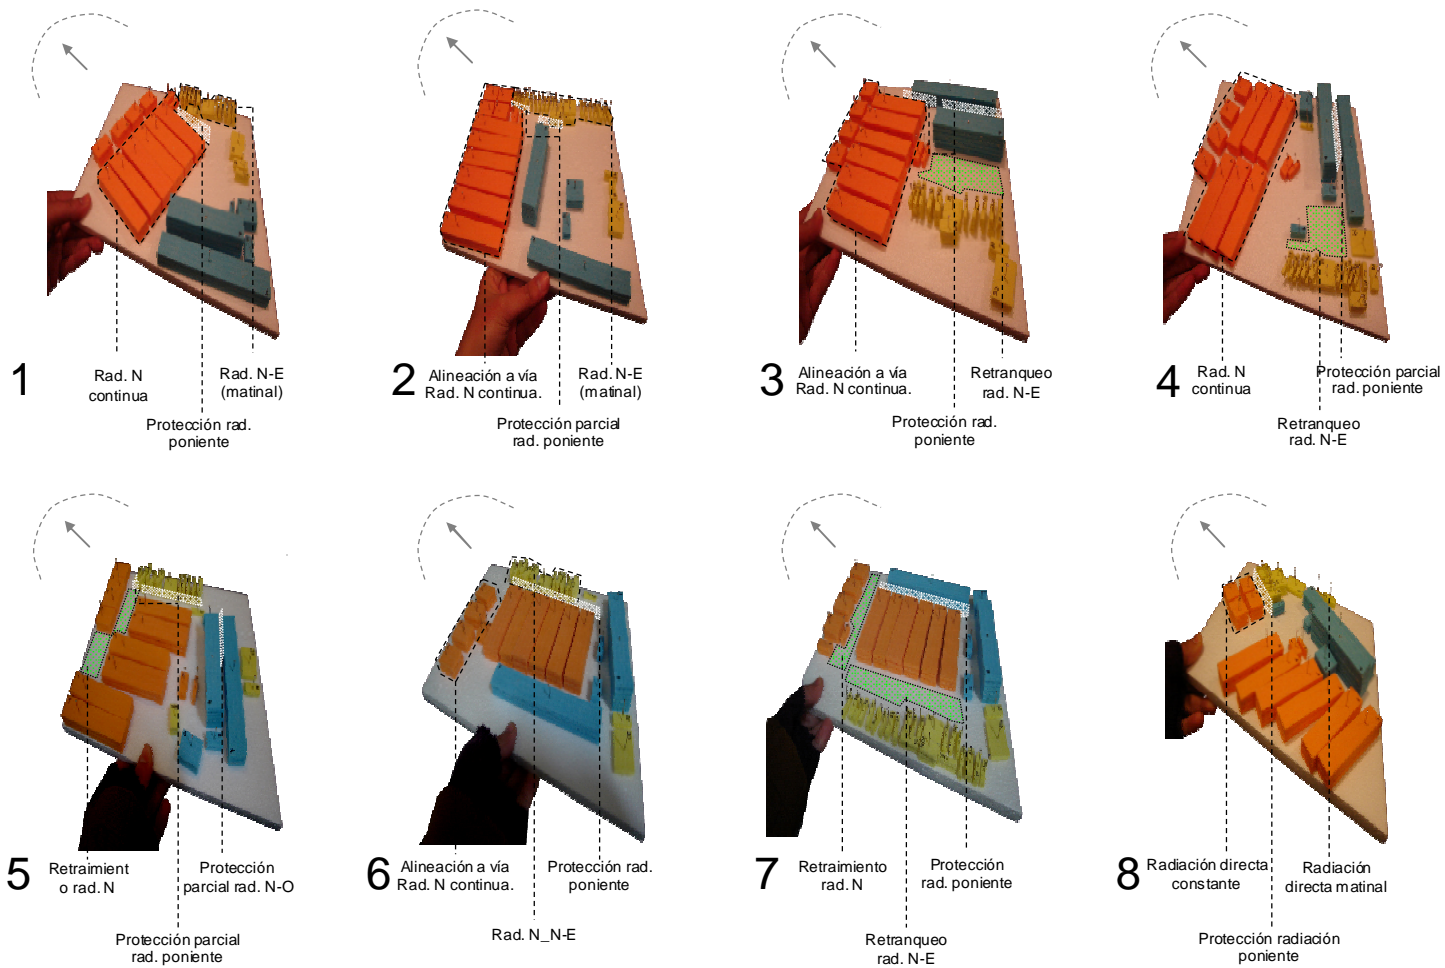 1
Rad. N
continua
Rad. N-E
(matinal)
Protección rad.
poniente
2
Alineación a vía
Rad. N continua.
Rad. N-E
(matinal)
Protección parcial
rad. poniente
3
Alineación a vía
Rad. N continua.
Retranqueo
rad. N-E
Protección rad.
poniente
4
Rad. N
continua
Protección parcial
rad. poniente
Retranqueo
rad. N-E
5
Retraimient
o rad. N
Protección
parcial rad. N-O
Protección parcial
rad. poniente
6
Alineación a vía
Rad. N continua.
Protección rad.
poniente
Rad. N_N-E
7
Retraimiento
rad. N
Protección
rad. poniente
Retranqueo
rad. N-E
8
Radiación directa
constante
Radiación
directa matinal
Protección radiación
poniente